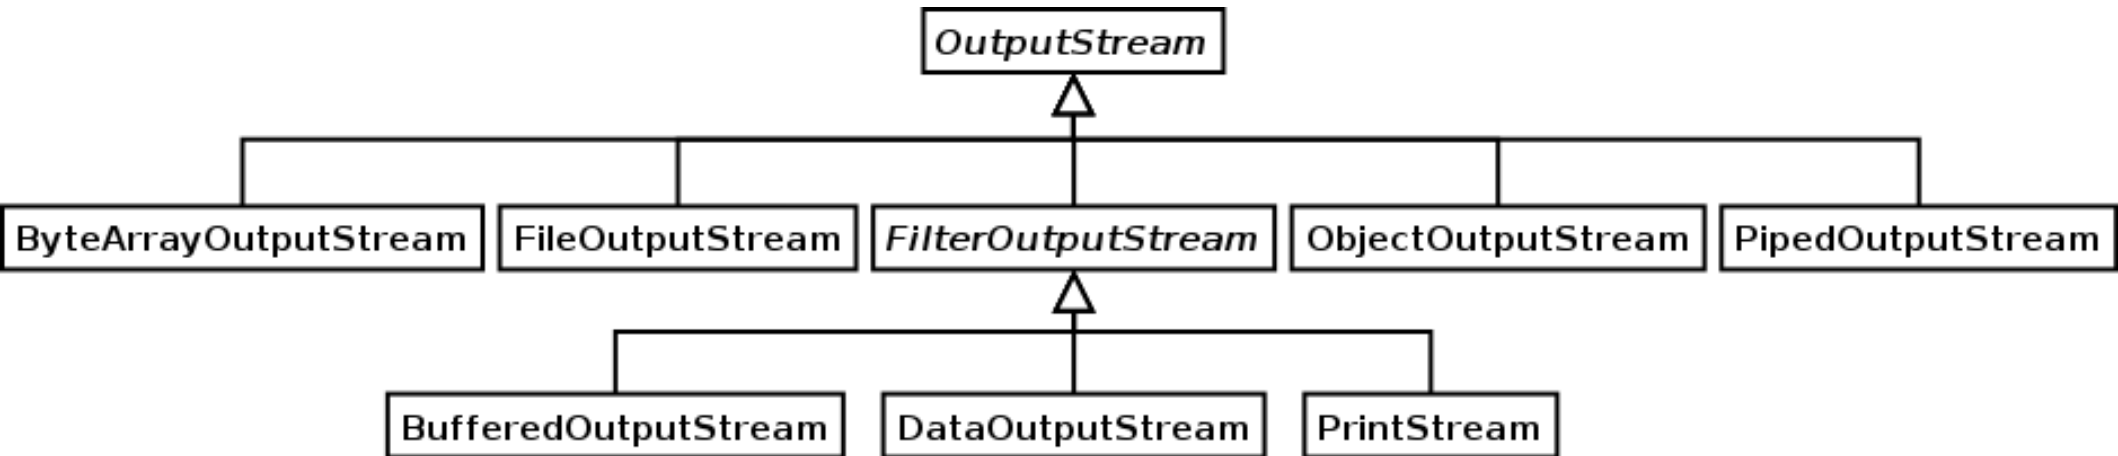 OutputStream
ByteArrayOutputStream FileOutputStream FilterOutputStream ObjectOutputStream PipedOutputStream
BufferedOutputStream DataOutputStream PrintStream